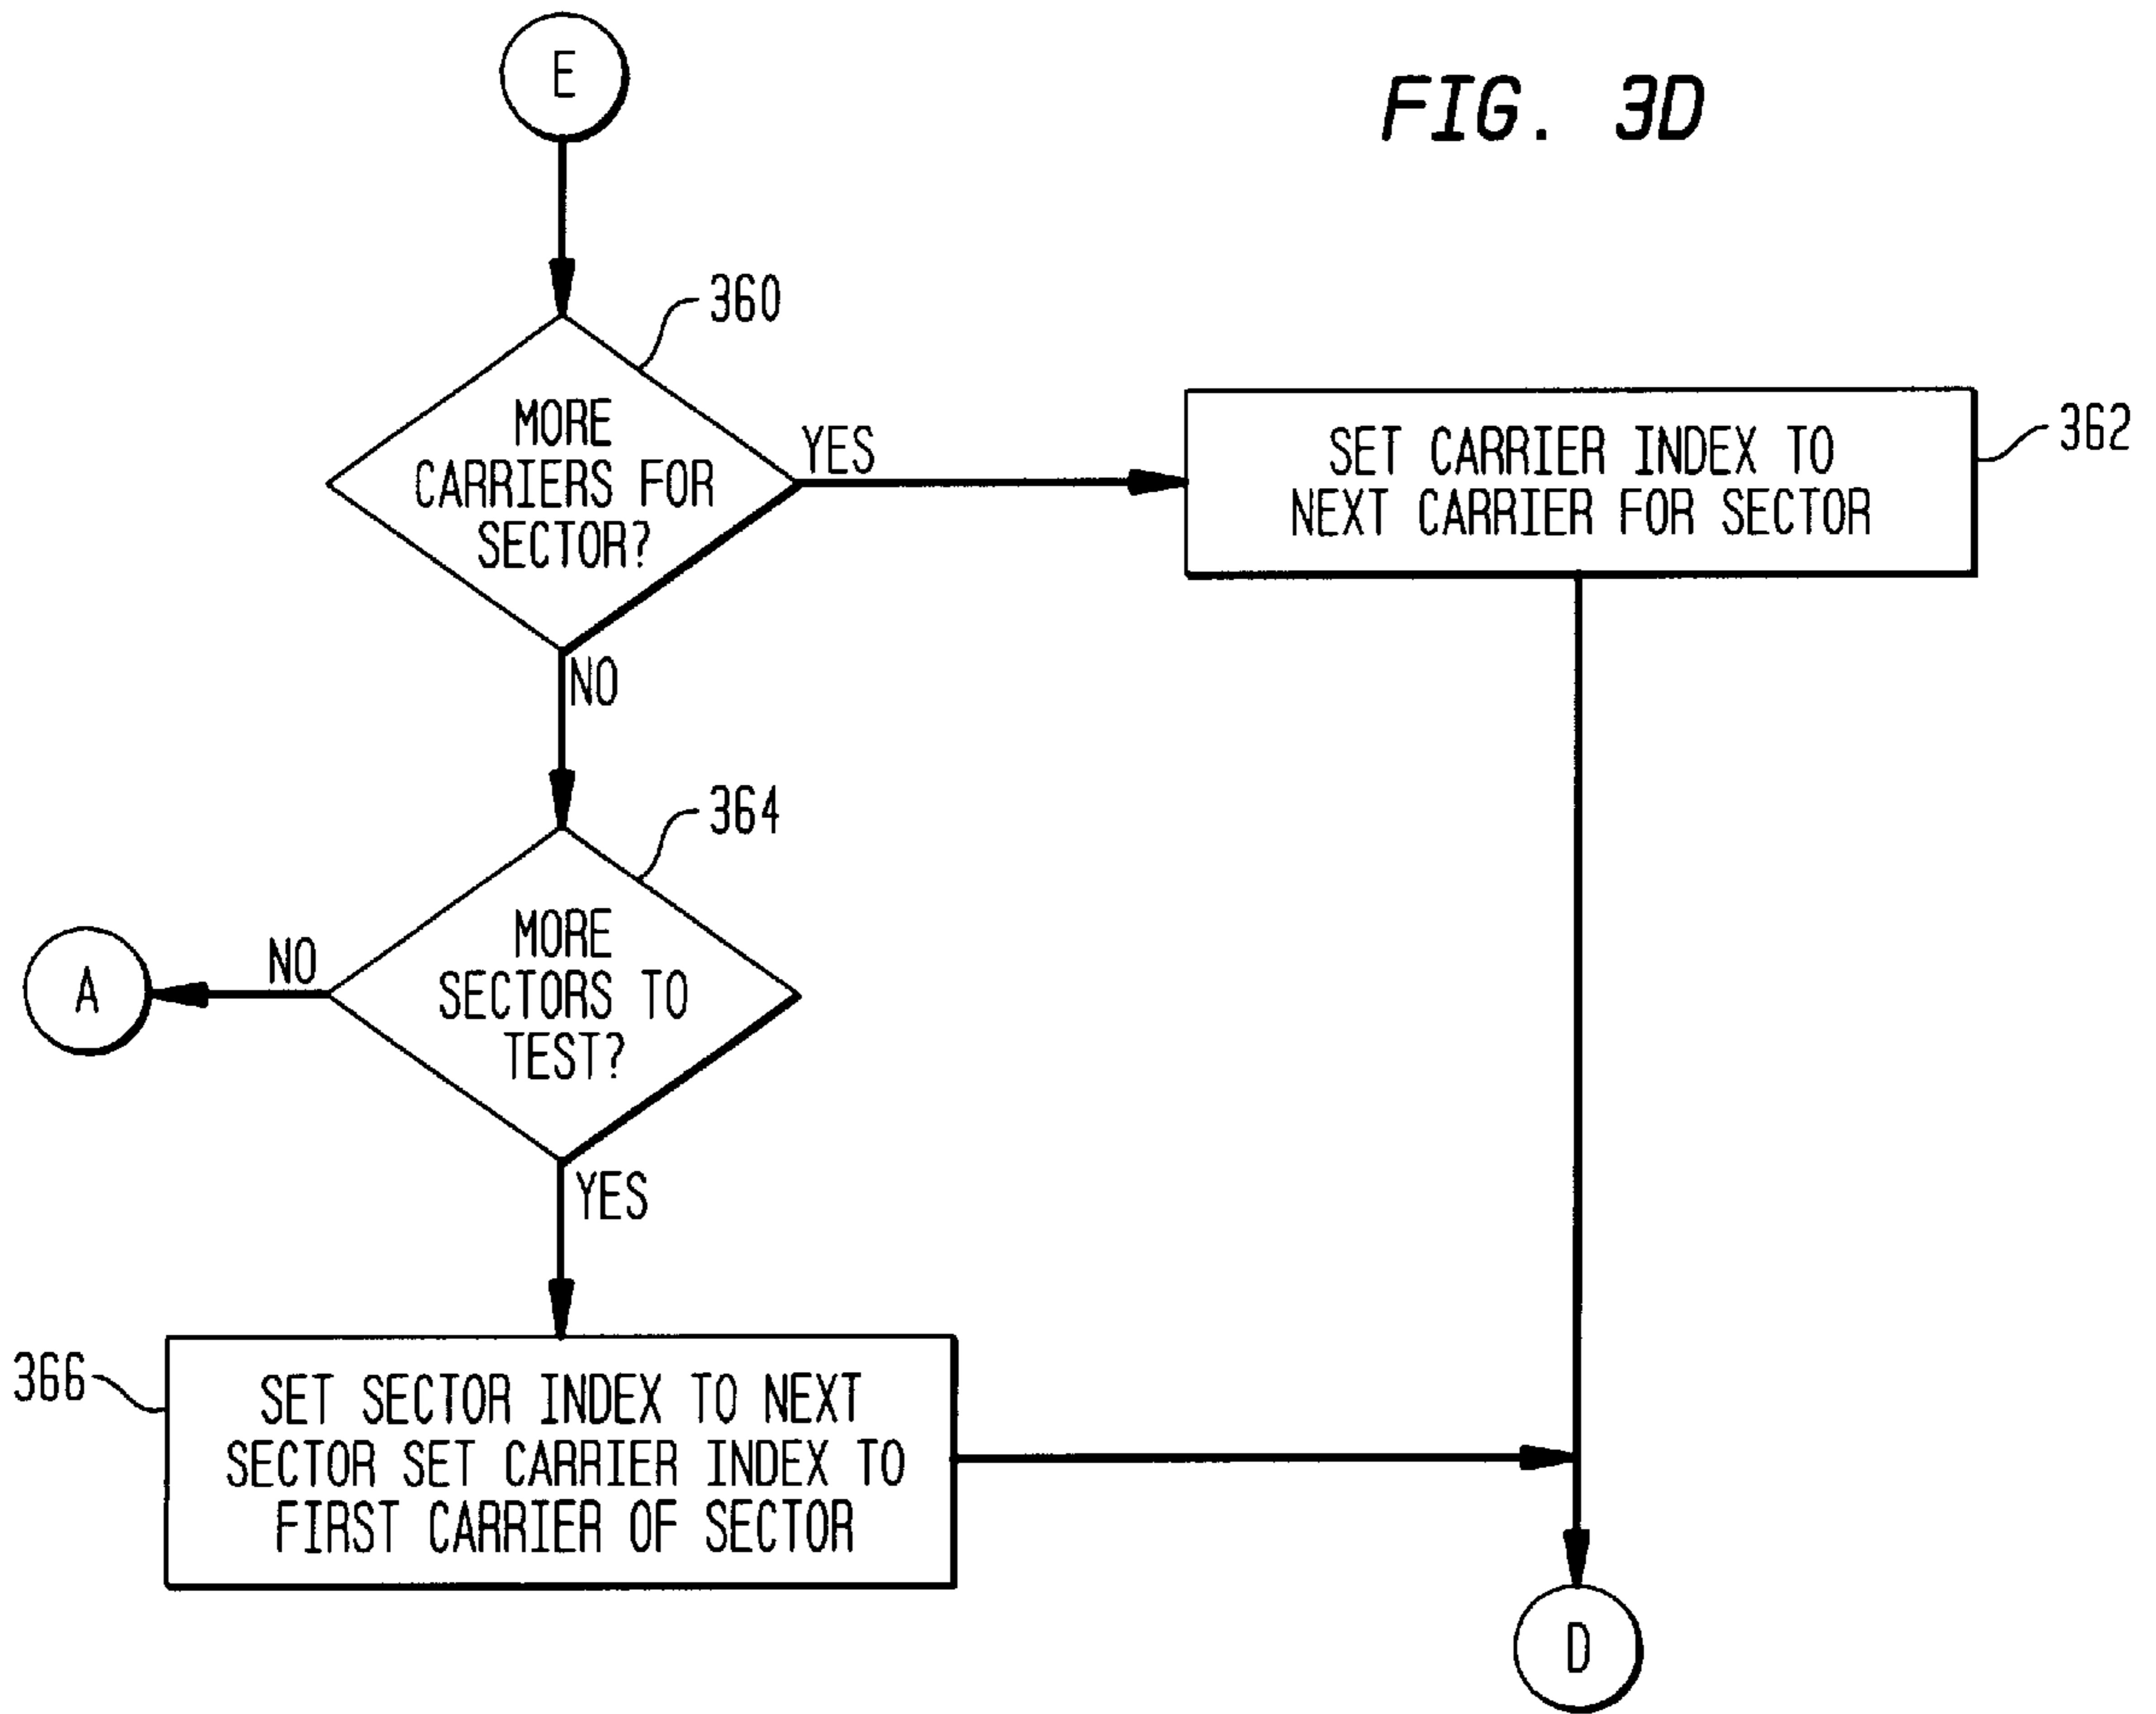 E
FIG. 3D
360
MORE
CARRIERS FOR
SECTOR?
YES
SET CARRIER INDEX TO
NEXT CARRIER FOR SECTOR
362
NO
364
MORE
SECTORS TO
TEST?
NO
A
YES
366
SET SECTOR INDEX TO NEXT
SECTOR SET CARRIER INDEX TO
FIRST CARRIER OF SECTOR
D